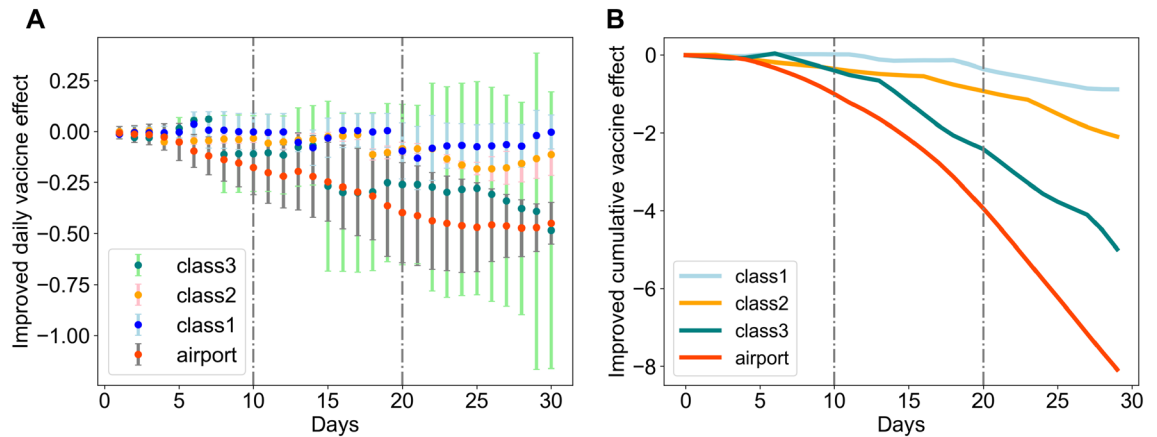 A
Improved daily vacicne effect
0.25
0.00
−0.25
−0.50
−0.75
−1.00
class3
class2
class1
airport
0 5 10 15 20 25 30
Days
B
Improved cumulative vaccine effect
0
−2
−4
−6
−8
class1
class2
class3
airport
0 5 10 15 20 25 30
Days